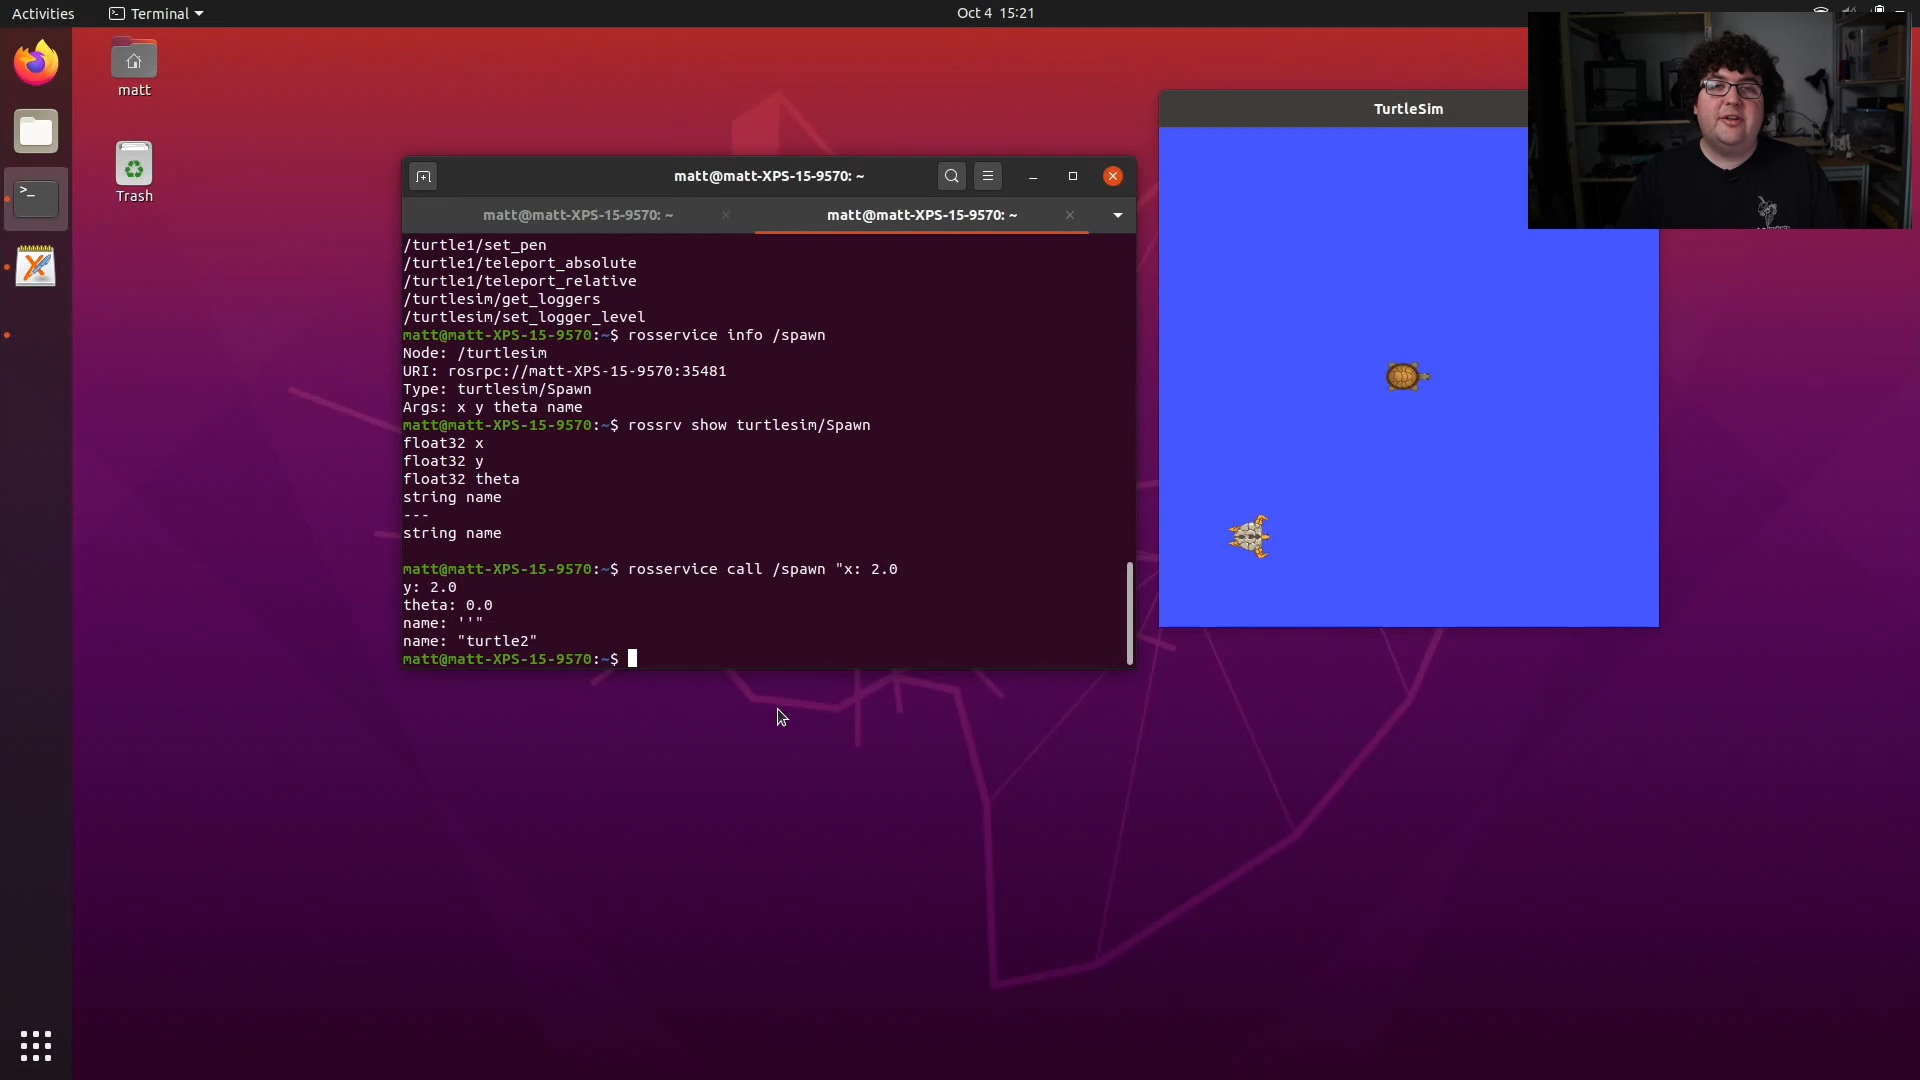 Activities
Terminal
Oct 4 15:21
matt
Trash
matt@matt-XPS-15-9570: ~
matt@matt-XPS-15-9570: ~
matt@matt-XPS-15-9570: ~
/turtle1/set_pen
/turtle1/teleport_absolute
/turtle1/teleport_relative
/turtlesim/get_loggers
/turtlesim/set_logger_level
matt@matt-XPS-15-9570:~$ rosservice info /spawn
Node: /turtlesim
URI: rosrpc://matt-XPS-15-9570:35481
Type: turtlesim/Spawn
Args: x y theta name
matt@matt-XPS-15-9570:~$ rossrv show turtlesim/Spawn
float32 x
float32 y
float32 theta
string name
---
string name
matt@matt-XPS-15-9570:~$ rosservice call /spawn "x: 2.0
y: 2.0
theta: 0.0
name: ''"
name: "turtle2"
matt@matt-XPS-15-9570:~$
TurtleSim